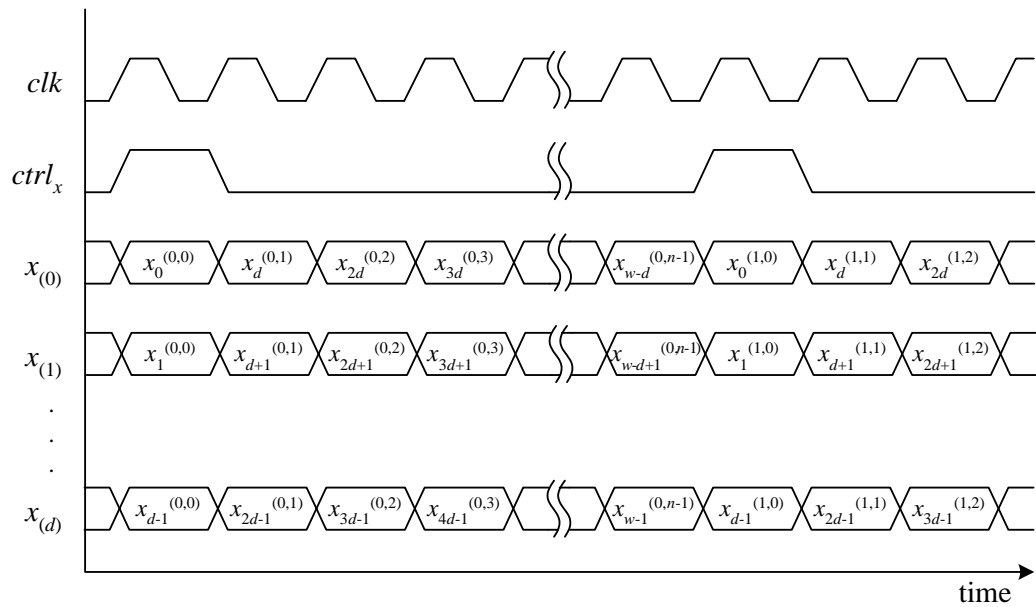 clk
ctrl_x
x_(0) x_0^(0,0) x_d^(0,1) x_2d^(0,2) x_3d^(0,3) x_w-d^(0,n-1) x_0^(1,0) x_d^(1,1) x_2d^(1,2)
x_(1) x_1^(0,0) x_d+1^(0,1) x_2d+1^(0,2) x_3d+1^(0,3) x_w-d+1^(0,n-1) x_1^(1,0) x_d+1^(1,1) x_2d+1^(1,2)
.
.
.
x_(d) x_d-1^(0,0) x_2d-1^(0,1) x_3d-1^(0,2) x_4d-1^(0,3) x_w-1^(0,n-1) x_d-1^(1,0) x_2d-1^(1,1) x_3d-1^(1,2)
time